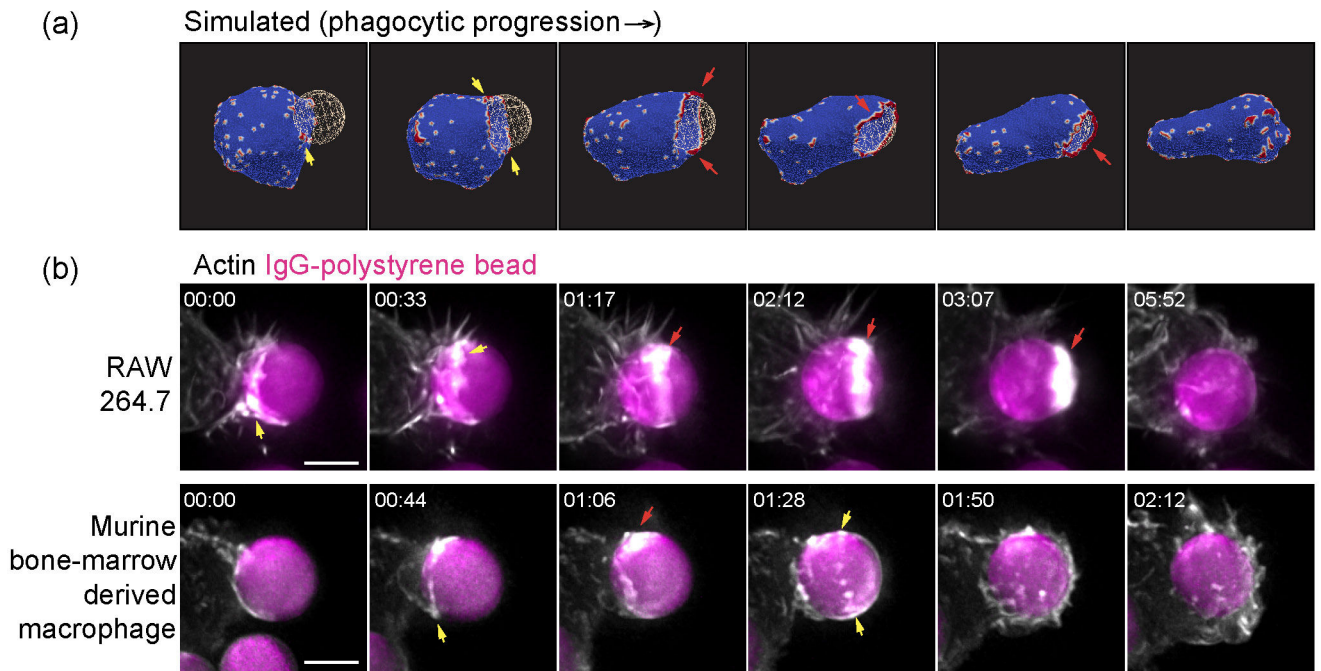 (a)
Simulated (phagocytic progression→)
(b)
Actin IgG-polystyrene bead
RAW
264.7
00:00
00:33
01:17
02:12
03:07
05:52
Murine
bone-marrow
derived
macrophage
00:00
00:44
01:06
01:28
01:50
02:12